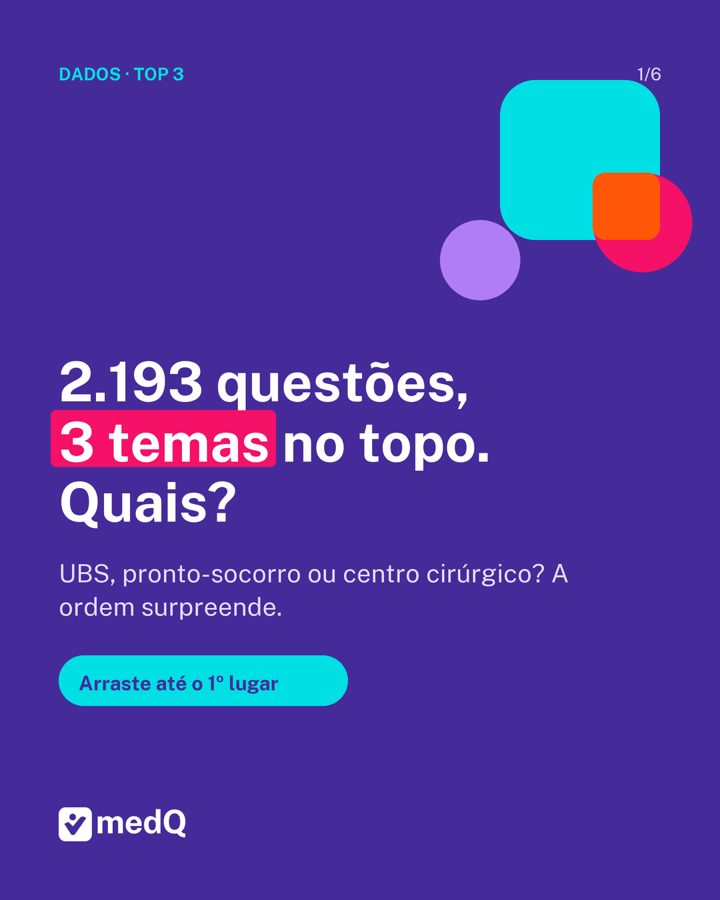 DADOS · TOP 3
1/6
2.193 questões,
3 temas no topo.
Quais?
UBS, pronto-socorro ou centro cirúrgico? A
ordem surpreende.
Arraste até o 1º lugar
medQ